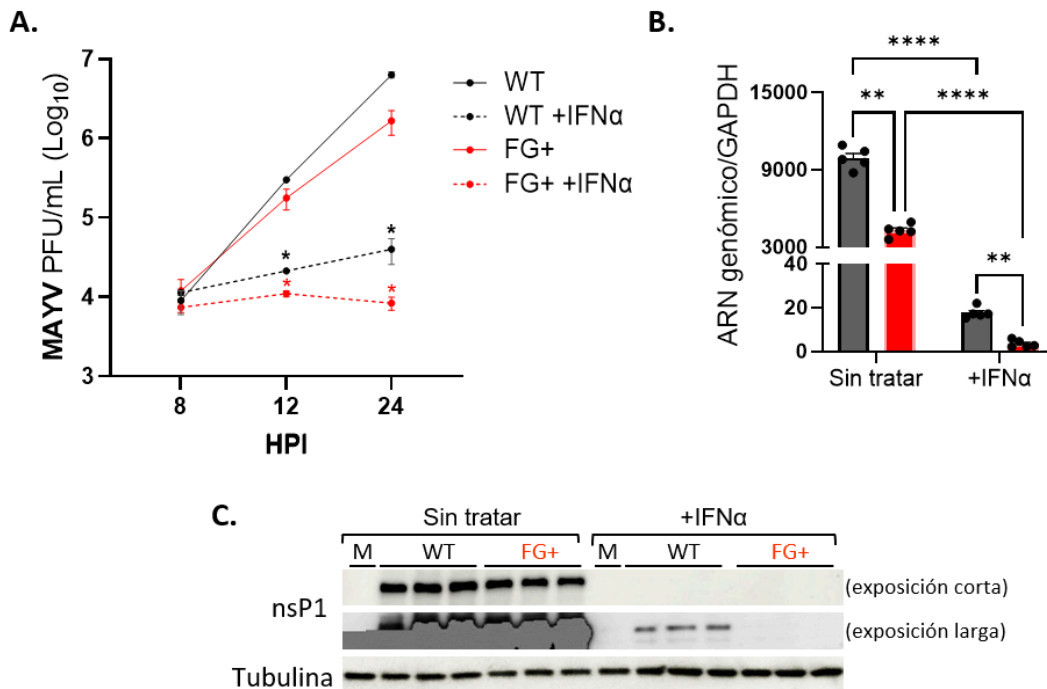 A.
MAYV PFU/mL (Log10)
7
6
5
4
3
8
12
24
HPI
*
*
*
*
WT
WT +IFNα
FG+
FG+ +IFNα
B.
ARN genómico/GAPDH
15000
9000
3000
40
20
0
****
**
****
**
Sin tratar
+IFNα
C.
Sin tratar
+IFNα
M
WT
FG+
M
WT
FG+
nsP1
(exposición corta)
(exposición larga)
Tubulina